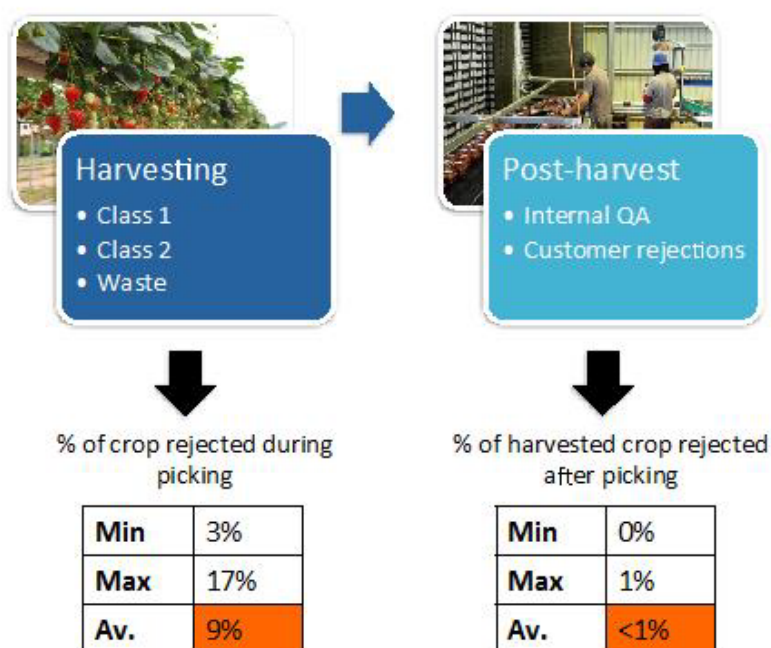 Harvesting
• Class 1
• Class 2
• Waste
Post-harvest
• Internal QA
• Customer rejections
% of crop rejected during
picking
Min 3%
Max 17%
Av. 9%
% of harvested crop rejected
after picking
Min 0%
Max 1%
Av. <1%